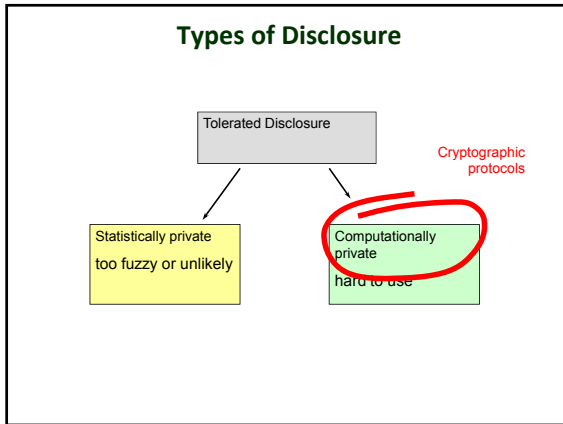 Types of Disclosure
Tolerated Disclosure
Cryptographic
protocols
Statistically private
too fuzzy or unlikely
Computationally
private
hard to use